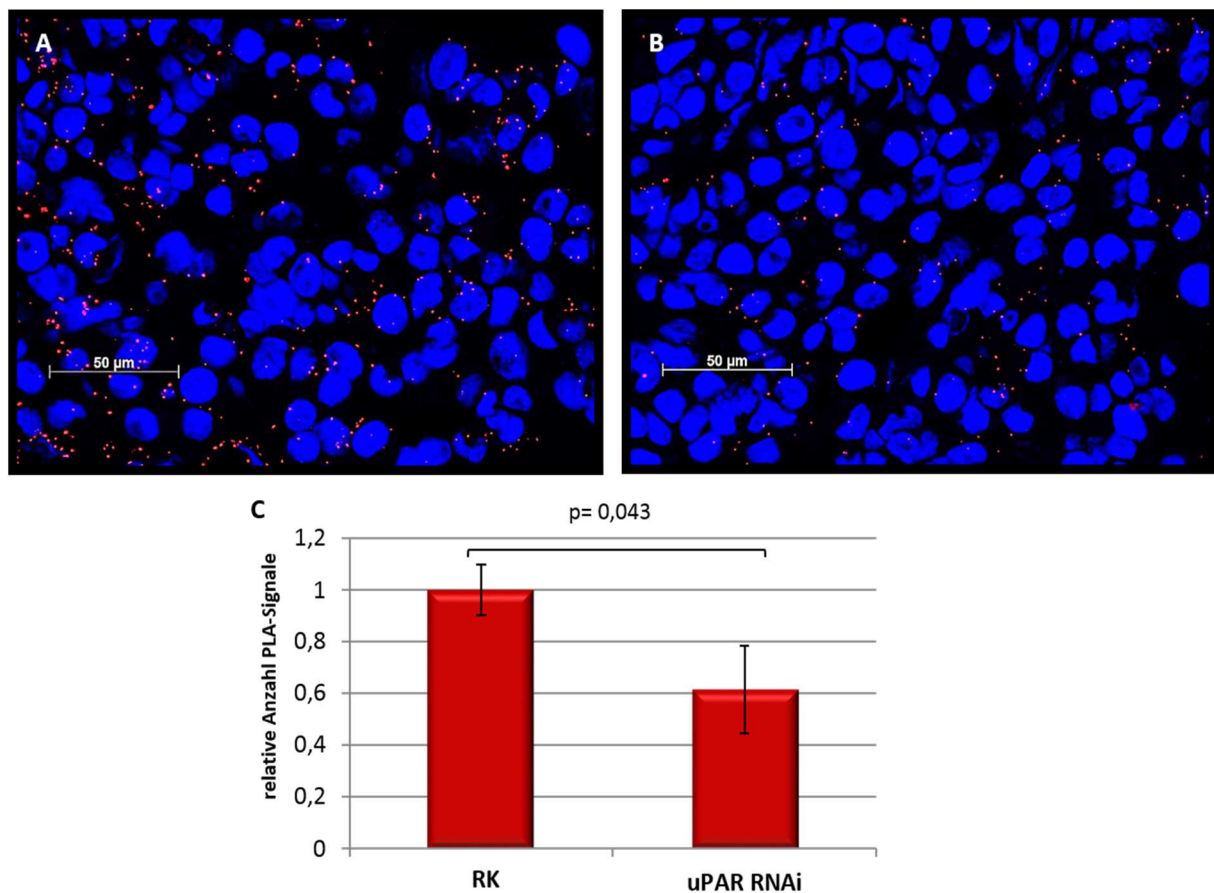 A
B
50 µm
50 µm
C
p= 0,043
relative Anzahl PLA-Signale
1,2
1
0,8
0,6
0,4
0,2
0
RK
uPAR RNAi